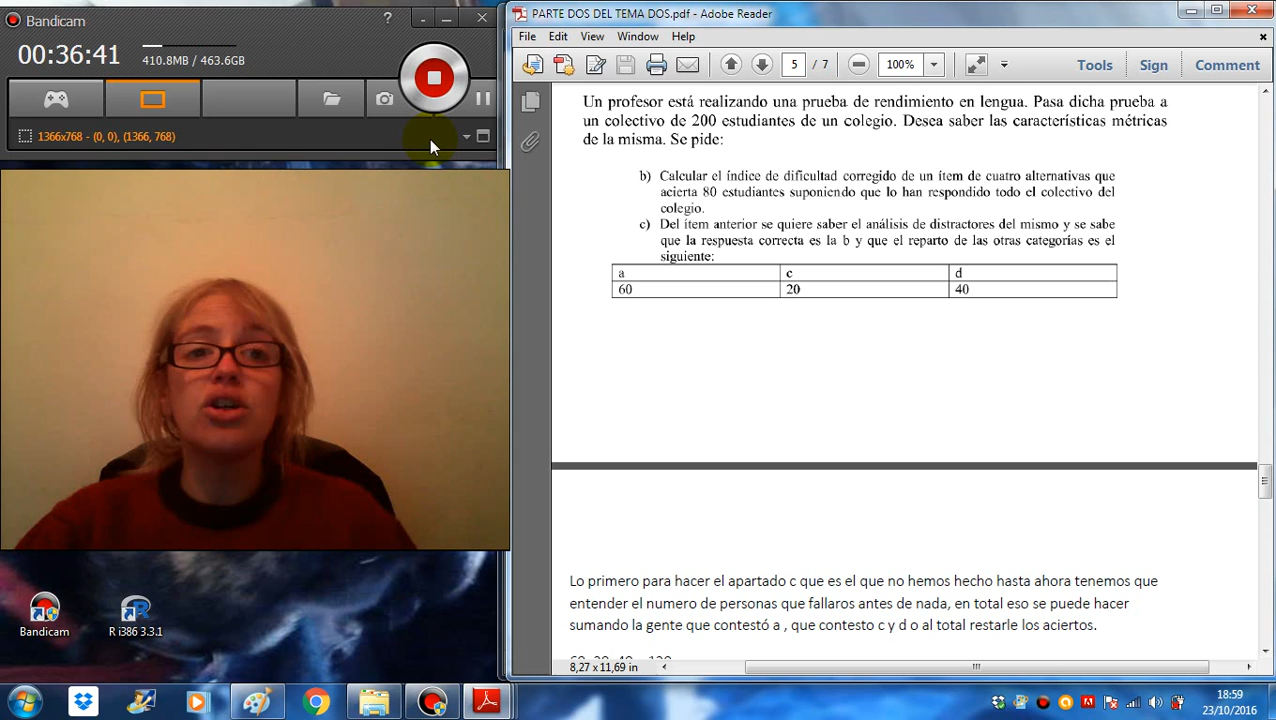 Bandicam
?
00:36:41
410.8MB / 463.6GB
1366x768 - (0, 0), (1366, 768)
PARTE DOS DEL TEMA DOS.pdf - Adobe Reader
File Edit View Window Help
5 / 7 100% Tools Sign Comment
Un profesor está realizando una prueba de rendimiento en lengua. Pasa dicha prueba a
un colectivo de 200 estudiantes de un colegio. Desea saber las características métricas
de la misma. Se pide:
b) Calcular el índice de dificultad corregido de un ítem de cuatro alternativas que
acierta 80 estudiantes suponiendo que lo han respondido todo el colectivo del
colegio.
c) Del ítem anterior se quiere saber el análisis de distractores del mismo y se sabe
que la respuesta correcta es la b y que el reparto de las otras categorías es el
siguiente:
a c d
60 20 40
Lo primero para hacer el apartado c que es el que no hemos hecho hasta ahora tenemos que
entender el numero de personas que fallaros antes de nada, en total eso se puede hacer
sumando la gente que contestó a , que contesto c y d o al total restarle los aciertos.
8,27 x 11,69 in
Bandicam
R i386 3.3.1
18:59
23/10/2016